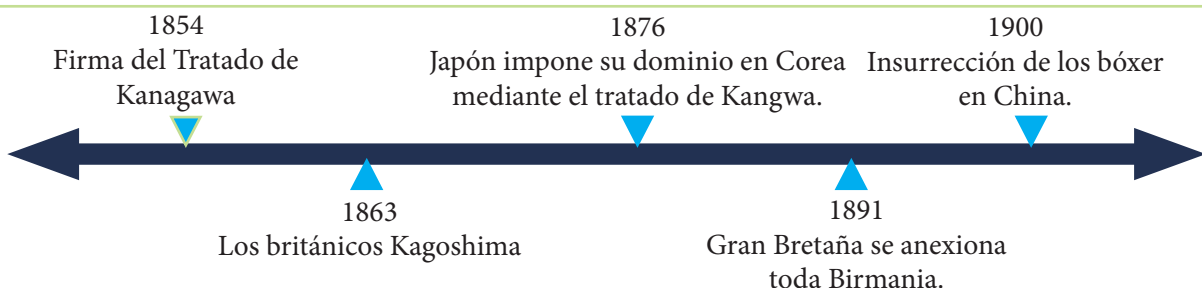 1854
Firma del Tratado de
Kanagawa
1876
Japón impone su dominio en Corea
mediante el tratado de Kangwa.
1900
Insurrección de los bóxer
en China.
1863
Los británicos Kagoshima
1891
Gran Bretaña se anexiona
toda Birmania.